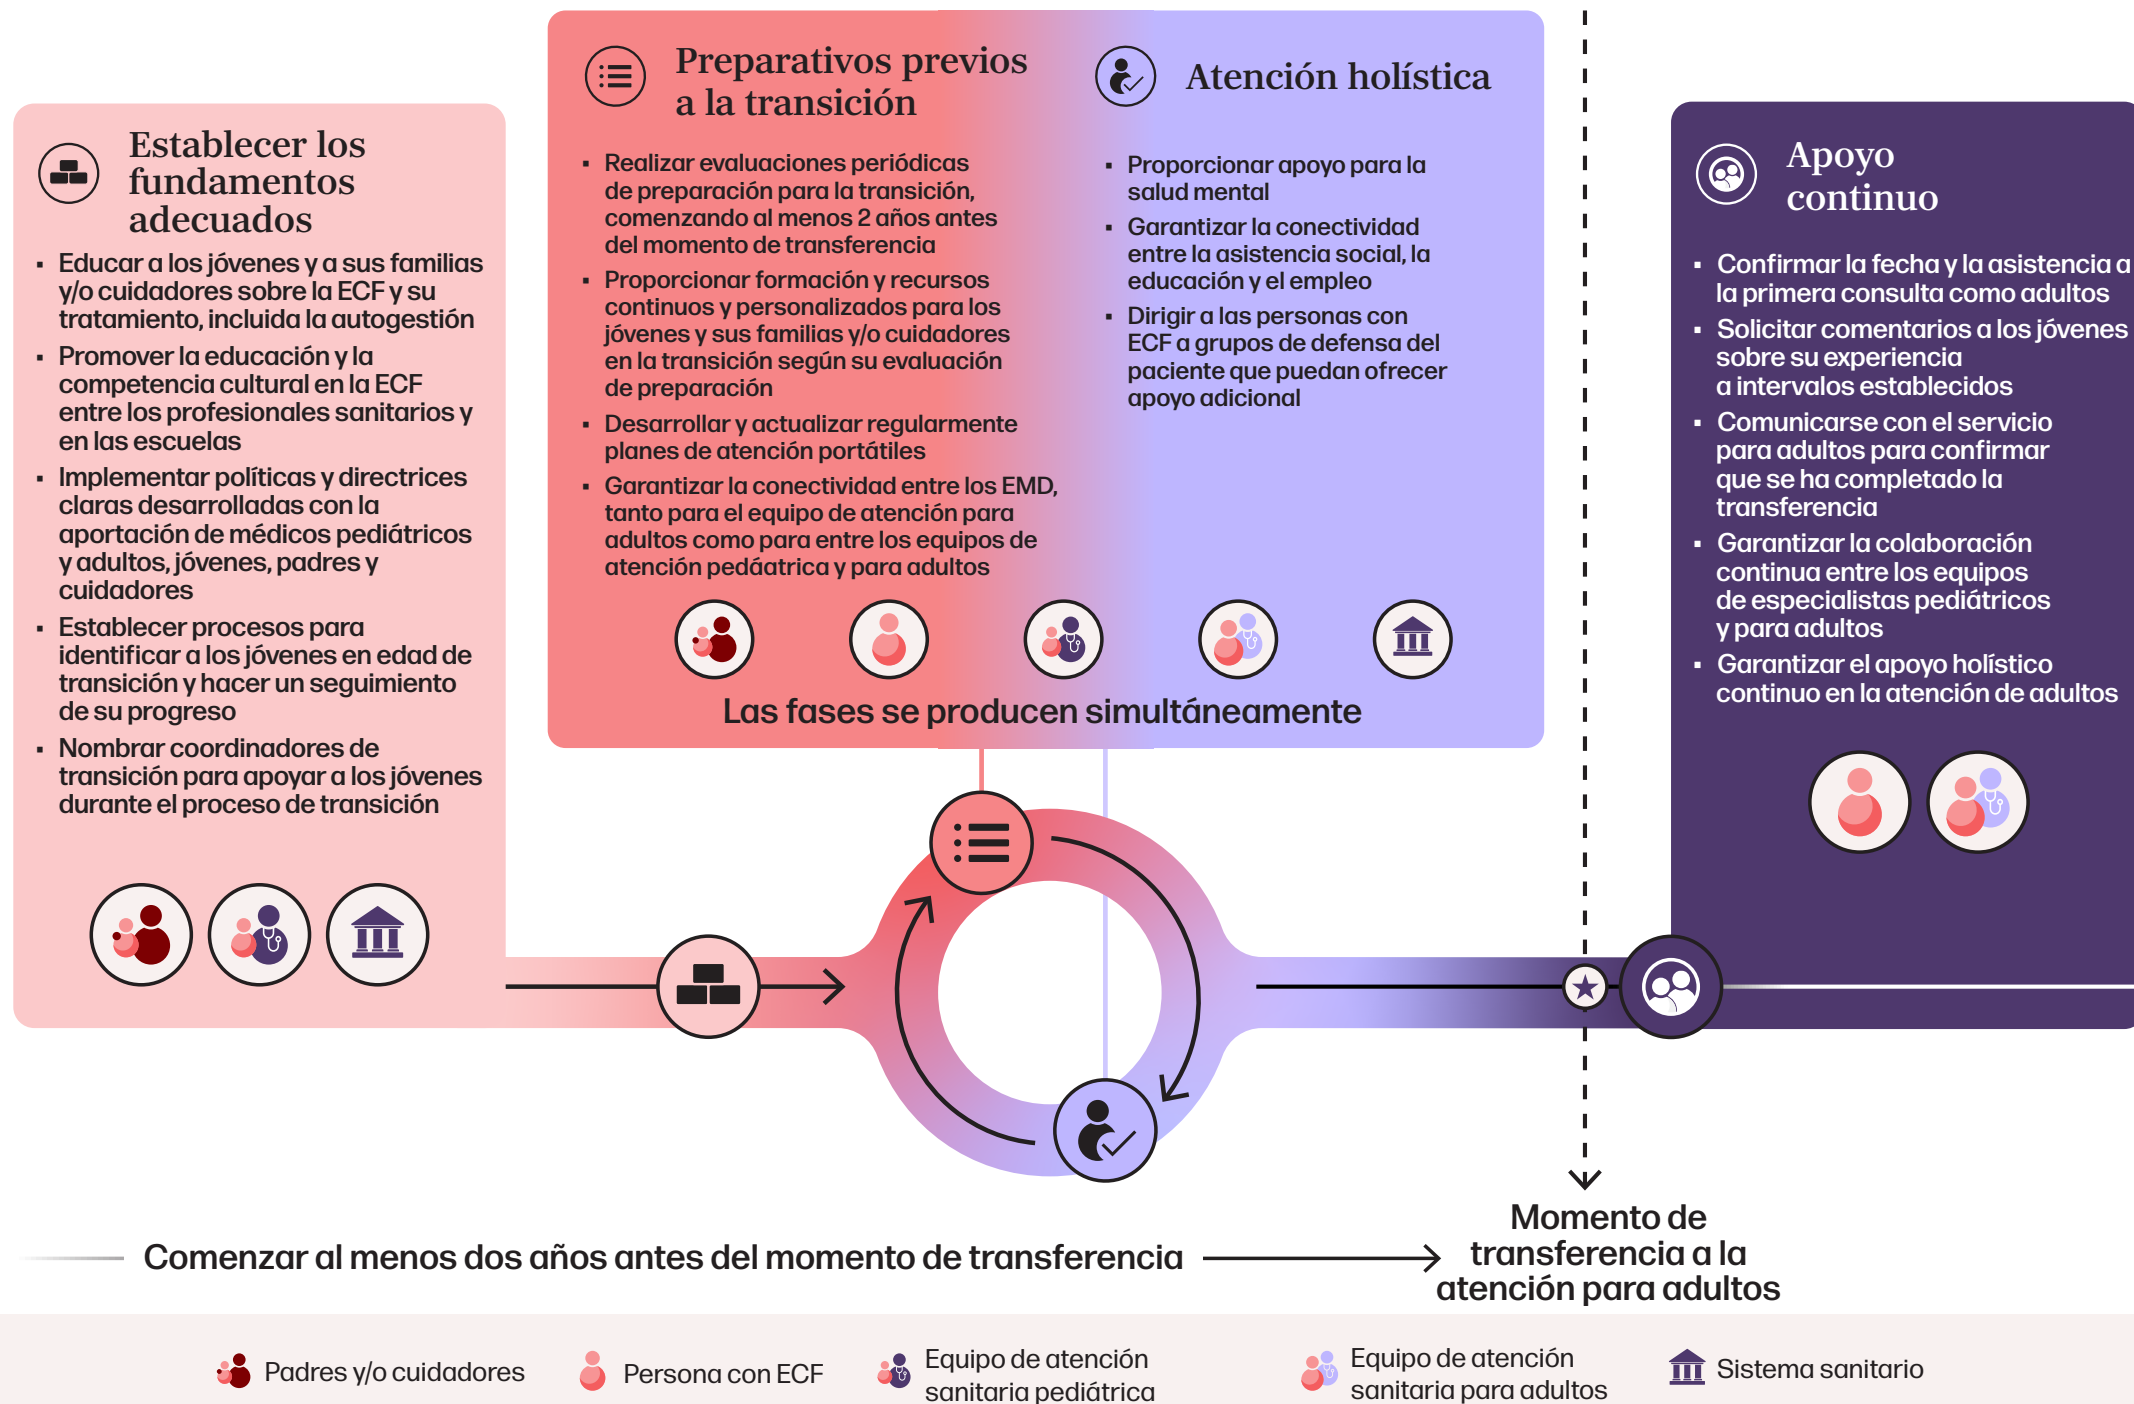 Establecer los
fundamentos
adecuados
▪ Educar a los jóvenes y a sus familias
y/o cuidadores sobre la ECF y su
tratamiento, incluida la autogestión
▪ Promover la educación y la
competencia cultural en la ECF
entre los profesionales sanitarios y
en las escuelas
▪ Implementar políticas y directrices
claras desarrolladas con la
aportación de médicos pediátricos
y adultos, jóvenes, padres y
cuidadores
▪ Establecer procesos para
identificar a los jóvenes en edad de
transición y hacer un seguimiento
de su progreso
▪ Nombrar coordinadores de
transición para apoyar a los jóvenes
durante el proceso de transición
Preparativos previos
a la transición
▪ Realizar evaluaciones periódicas
de preparación para la transición,
comenzando al menos 2 años antes
del momento de transferencia
▪ Proporcionar formación y recursos
continuos y personalizados para los
jóvenes y sus familias y/o cuidadores
en la transición según su evaluación
de preparación
▪ Desarrollar y actualizar regularmente
planes de atención portátiles
▪ Garantizar la conectividad entre los EMD,
tanto para el equipo de atención para
adultos como para entre los equipos de
atención pedáatrica y para adultos
Atención holística
▪ Proporcionar apoyo para la
salud mental
▪ Garantizar la conectividad
entre la asistencia social, la
educación y el empleo
▪ Dirigir a las personas con
ECF a grupos de defensa del
paciente que puedan ofrecer
apoyo adicional
Las fases se producen simultáneamente
Apoyo
continuo
▪ Confirmar la fecha y la asistencia a
la primera consulta como adultos
▪ Solicitar comentarios a los jóvenes
sobre su experiencia
a intervalos establecidos
▪ Comunicarse con el servicio
para adultos para confirmar
que se ha completado la
transferencia
▪ Garantizar la colaboración
continua entre los equipos
de especialistas pediátricos
y para adultos
▪ Garantizar el apoyo holístico
continuo en la atención de adultos
Comenzar al menos dos años antes del momento de transferencia
Momento de
transferencia a la
atención para adultos
Padres y/o cuidadores
Persona con ECF
Equipo de atención
sanitaria pediátrica
Equipo de atención
sanitaria para adultos
Sistema sanitario